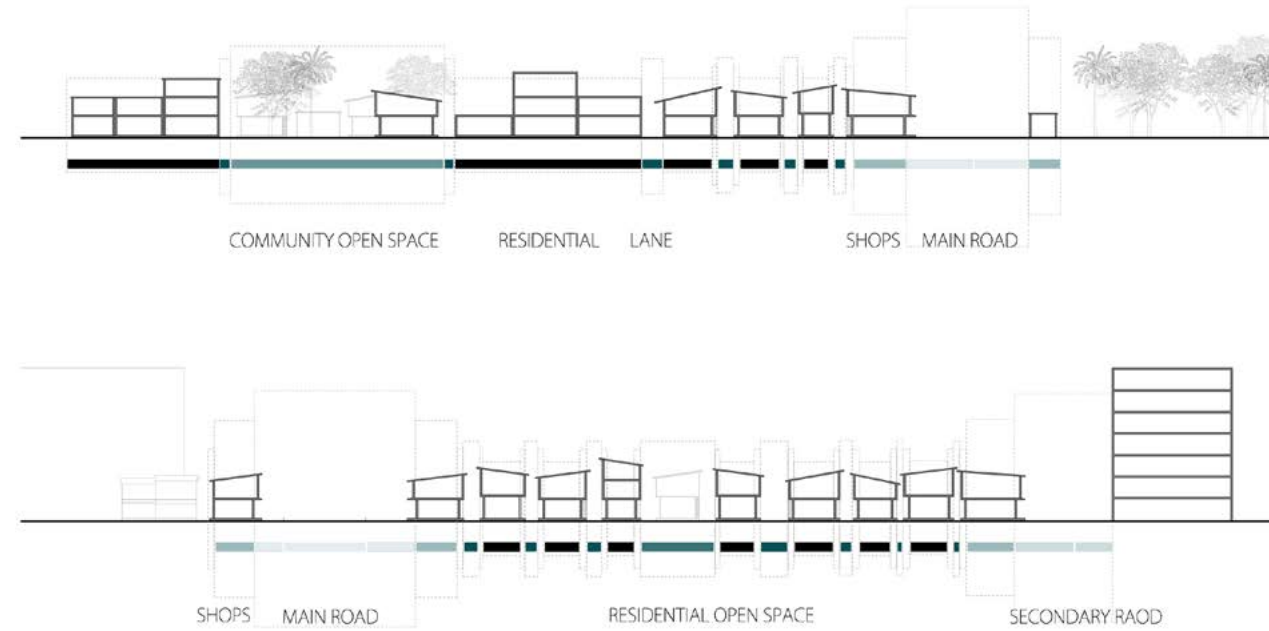 COMMUNITY OPEN SPACE RESIDENTIAL LANE SHOPS MAIN ROAD
SHOPS MAIN ROAD RESIDENTIAL OPEN SPACE SECONDARY RAOD